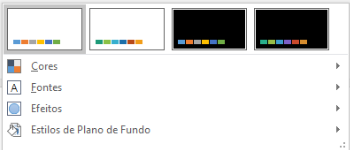 Cores
A Fontes
Efeitos
Estilos de Plano de Fundo